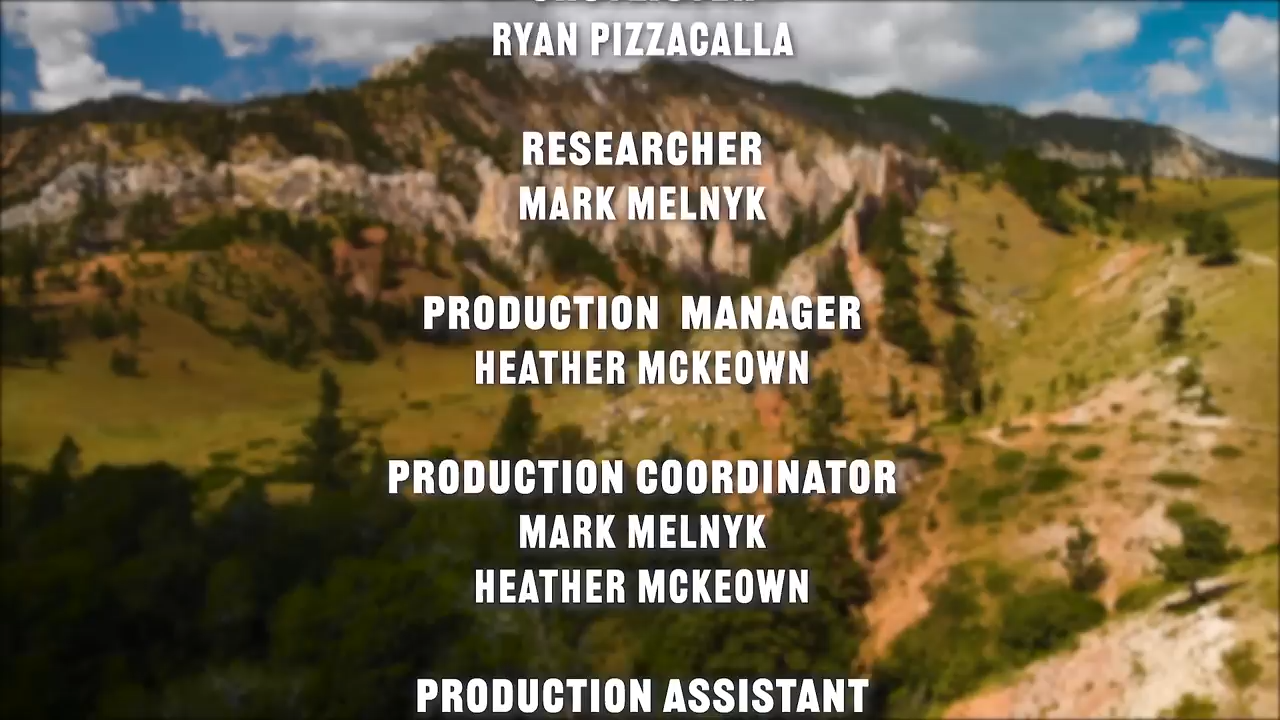 RYAN PIZZACALLA
RESEARCHER
MARK MELNYK
PRODUCTION MANAGER
HEATHER MCKEOWN
PRODUCTION COORDINATOR
MARK MELNYK
HEATHER MCKEOWN
PRODUCTION ASSISTANT